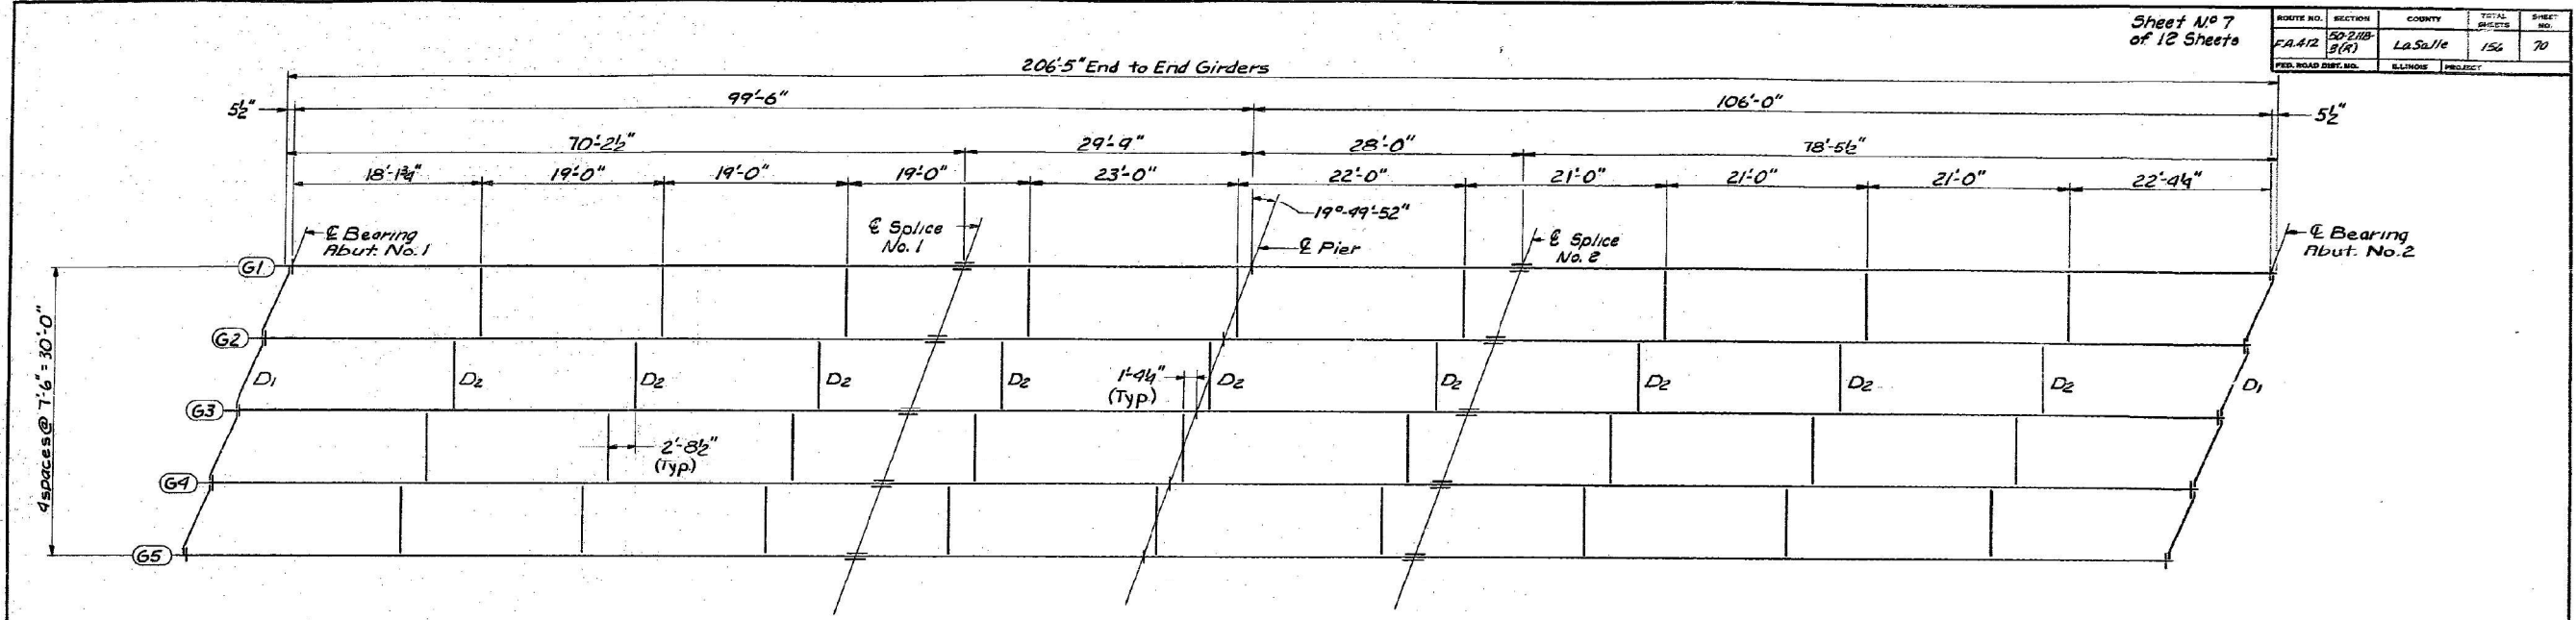 Sheet Nº 7
of 12 Sheets
ROUTE NO. SECTION COUNTY TOTAL SHEETS SHEET NO.
F.A.412 LaSalle 156 70
FED. ROAD DIST. NO. ILLINOIS PROJECT
206'-5" End to End Girders
5½" 99'-6" 106'-0" 5½"
70'-2½" 29'-9" 28'-0" 78'-5½"
18'-1¾" 19'-0" 19'-0" 19'-0" 23'-0" 22'-0" 21'-0" 21'-0" 21'-0" 22'-4¼"
19°-49'-52"
℄ Bearing
Abut. No. 1
℄ Splice
No. 1
℄ Pier
℄ Splice
No. 2
℄ Bearing
Abut. No. 2
G1
G2
D1 D2 D2 D2 D2 D2 D2 D2 D2 D2 D1
1'-4¼"
(Typ.)
G3
2'-8½"
(Typ.)
G4
G5
4 spaces @ 7'-6" = 30'-0"